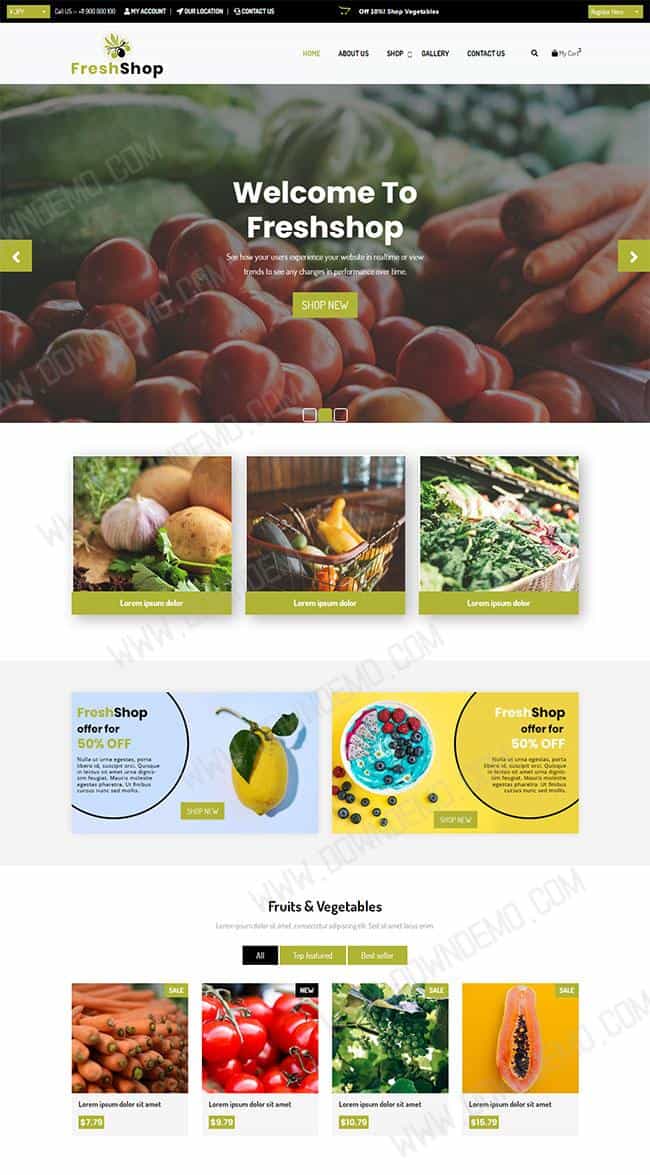 ¥ JPY
Call US :- +11 900 800 100
MY ACCOUNT
OUR LOCATION
CONTACT US
Off 10%! Shop Vegetables
Register Here
FreshShop
HOME
ABOUT US
SHOP
GALLERY
CONTACT US
My Cart
3
Welcome To
Freshshop
See how your users experience your website in realtime or view
trends to see any changes in performance over time.
SHOP NEW
Lorem ipsum dolor
Lorem ipsum dolor
Lorem ipsum dolor
FreshShop
offer for
50% OFF
Nulla ut urna egestas, porta
libero id, suscipit orci. Quisque
in lectus sit amet urna dignis-
sim feugiat. Mauris molestie
egestas pharetra. Ut finibus
cursus nunc sed mollis.
SHOP NEW
FreshShop
offer for
50% OFF
Nulla ut urna egestas, porta
libero id, suscipit orci. Quisque
in lectus sit amet urna dignis-
sim feugiat. Mauris molestie
egestas pharetra. Ut finibus
cursus nunc sed mollis.
SHOP NEW
Fruits & Vegetables
Lorem ipsum dolor sit amet, consectetur adipiscing elit. Sed sit amet lacus enim.
All
Top featured
Best seller
SALE
NEW
SALE
SALE
Lorem ipsum dolor sit amet
Lorem ipsum dolor sit amet
Lorem ipsum dolor sit amet
Lorem ipsum dolor sit amet
$7.79
$9.79
$10.79
$15.79
WWW.DOWNDEMO.COM